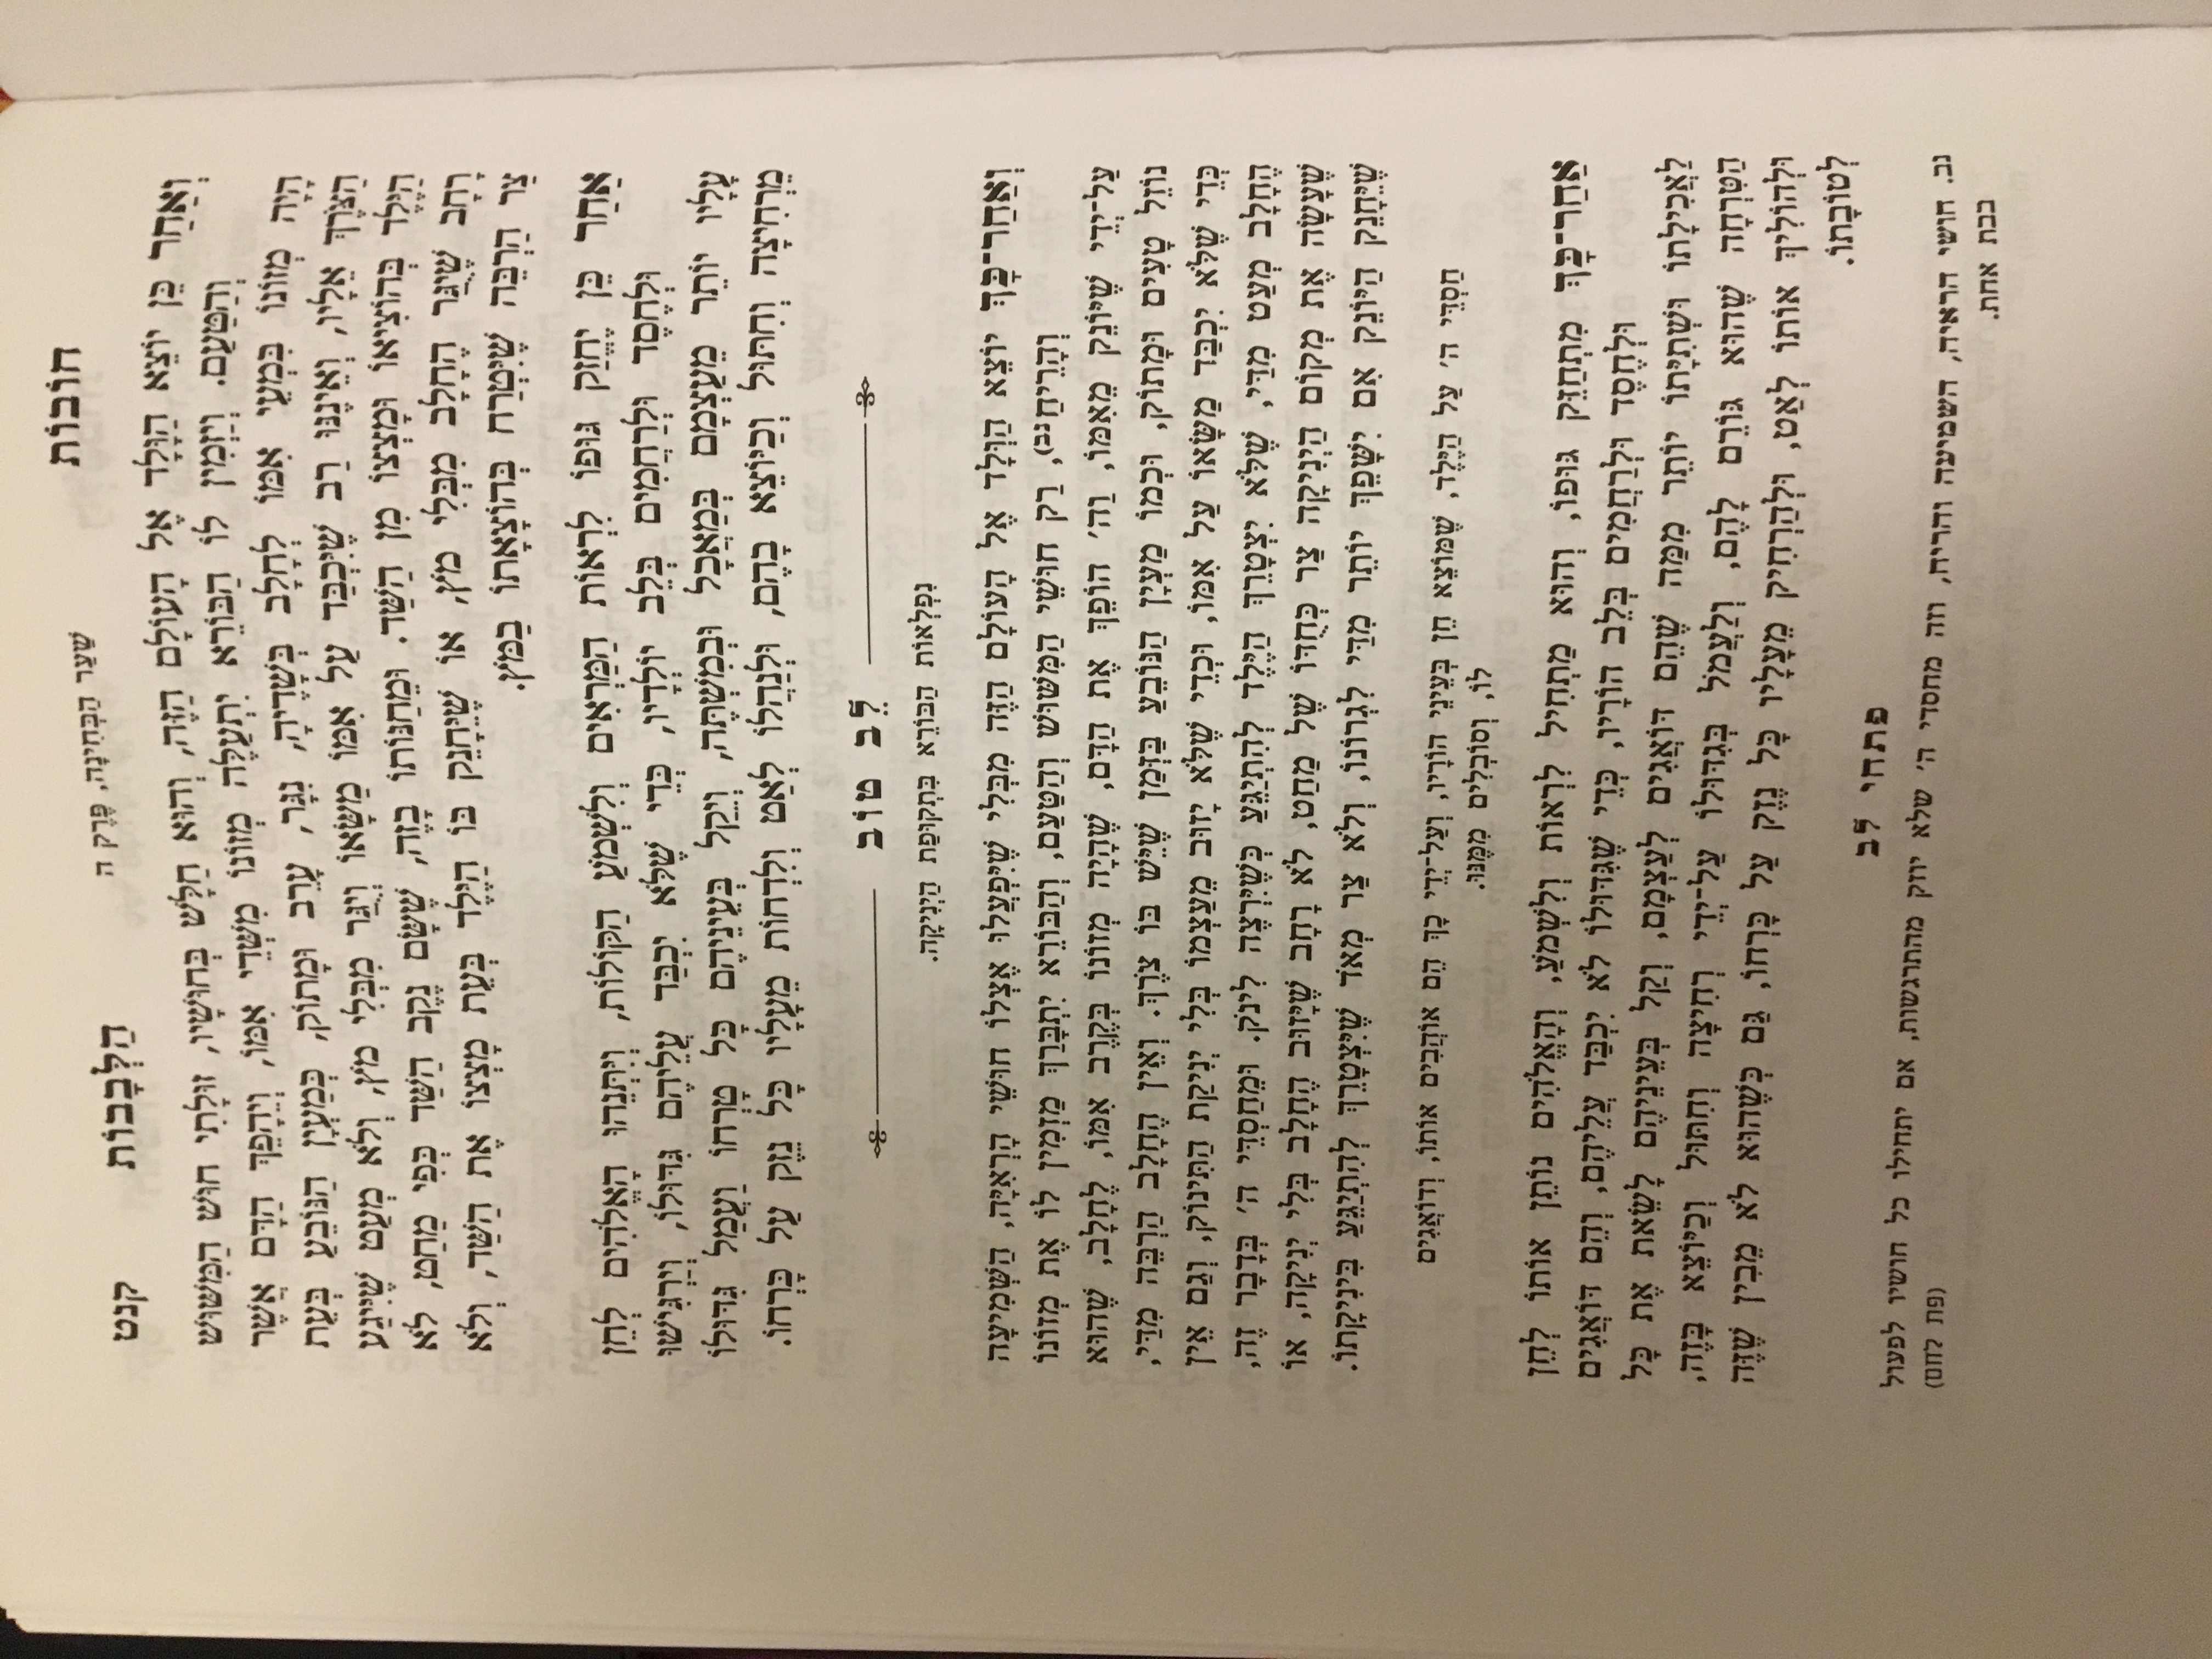 חוֹבוֹת שַׁעַר הַבְּחִינָה, פֶּרֶק ה הַלְּבָבוֹת קנט
וְאַחַר כֵּן יוֹצֵא הַוָּלָד אֶל הָעוֹלָם הַזֶּה, וְהוּא חַלָּשׁ בְּחוּשָׁיו, זוּלָתִי חוּשׁ הַמִּשּׁוּשׁ
וְהַטַּעַם. וְיַזְמִין לוֹ הַבּוֹרֵא יִתְעַלֶּה מְזוֹנוֹ מִשְּׁדֵי אִמּוֹ, וְיֵהָפֵךְ הַדָּם אֲשֶׁר
הָיָה מְזוֹנוֹ בִּמְעֵי אִמּוֹ לְחָלָב בְּשָׁדֶיהָ, נִגָּר, עָרֵב וּמָתוֹק, כְּמַעְיָן הַנּוֹבֵעַ בְּעֵת
הַצֹּרֶךְ אֵלָיו, וְאֵינֶנּוּ רַב שֶׁיִּכְבַּד עַל אִמּוֹ מַשָּׂאוֹ וְיֻגַּר מִבְּלִי מֹץ, וְלֹא מְעַט שֶׁיִּיגַע
הַיֶּלֶד בְּהוֹצִיאוֹ וּמָצְצוֹ מִן הַשַּׁד. וּמֵחַנּוֹתוֹ בָזֶה, שֶׁשָּׂם נֶקֶב הַשַּׁד כְּפִי מַחַט, לֹא
רָחָב שֶׁיֻּגַּר הֶחָלָב מִבְּלִי מֹץ, אוֹ שֶׁיֵּחָנֵק בּוֹ הַיֶּלֶד בְּעֵת מָצְצוֹ אֶת הַשַּׁד, וְלֹא
צַר הַרְבֵּה שֶׁיִּטְרַח בְּהוֹצָאָתוֹ בַמֹּץ.
אַחַר כֵּן יֶחֱזַק גּוּפוֹ לִרְאוֹת הַמַּרְאִים וְלִשְׁמֹעַ הַקּוֹלוֹת, וְיִתְּנֵהוּ הָאֱלֹהִים לְחֵן
וּלְחֶסֶד וּלְרַחֲמִים בְּלֵב יוֹלְדָיו, כְּדֵי שֶׁלֹּא יִכְבַּד עֲלֵיהֶם גִּדּוּלוֹ, וְיַרְגִּישׁוּ
עָלָיו יוֹתֵר מֵעַצְמָם בְּמַאֲכָל וּבְמִשְׁתֶּה, וְיֵקַל בְּעֵינֵיהֶם כָּל טָרְחוֹ וַעֲמַל גִּדּוּלוֹ
מֵרְחִיצָה וְחִתּוּל וְכַיּוֹצֵא בָהֶם, וּלְנַהֲלוֹ לְאַט וְלִדְחוֹת מֵעָלָיו כָּל נֵזֶק עַל כָּרְחוֹ.
לֵב טוֹב
נִפְלְאוֹת הַבּוֹרֵא בִּתְקוּפַת הַיְנִיקָה.
וְאַחַר־כָּךְ יוֹצֵא הַוְּלָד אֶל הָעוֹלָם הַזֶּה מִבְּלִי שֶׁיִּפְעֲלוּ אֶצְלוֹ חוּשֵׁי הָרְאִיָּה, הַשְּׁמִיעָה
וְהָרֵיחַ⁽נב⁾, רַק חוּשֵׁי הַמִּשּׁוּשׁ וְהַטַּעַם, וְהַבּוֹרֵא יִתְבָּרַךְ מַזְמִין לוֹ אֶת מְזוֹנוֹ
עַל־יְדֵי שֶׁיּוֹנֵק מֵאִמּוֹ, וַה׳ הוֹפֵךְ אֶת הַדָּם, שֶׁהָיָה מְזוֹנוֹ בְּקֶרֶב אִמּוֹ, לֶחָלָב, שֶׁהוּא
נוֹזֵל טָעִים וּמָתוֹק, וּכְמוֹ מַעְיָן הַנּוֹבֵעַ בַּזְּמַן שֶׁיֵּשׁ בּוֹ צֹרֶךְ. וְאֵין הֶחָלָב הַרְבֵּה מִדַּי,
כְּדֵי שֶׁלֹּא יִכְבַּד מַשָּׂאוֹ עַל אִמּוֹ, וּכְדֵי שֶׁלֹּא יָזוּב מֵעַצְמוֹ בְּלִי יְנִיקַת הַתִּינוֹק, וְגַם אֵין
הֶחָלָב מְעַט מִדַּי, שֶׁלֹּא יִצְטָרֵךְ הַיֶּלֶד לְהִתְיַגֵּעַ כְּשֶׁיִּרְצֶה לִינֹק. וּמֵחַסְדֵי ה׳ בְּדָבָר זֶה,
שֶׁעָשָׂה אֶת מְקוֹם הַיְנִיקָה צַר כְּחֻדּוֹ שֶׁל מַחַט, לֹא רָחָב שֶׁיָּזוּב הֶחָלָב בְּלִי יְנִיקָה, אוֹ
שֶׁיֵּחָנֵק הַיּוֹנֵק אִם יִשָּׁפֵךְ יוֹתֵר מִדַּי לִגְרוֹנוֹ, וְלֹא צַר מְאֹד שֶׁיִּצְטָרֵךְ לְהִתְיַגֵּעַ בִּינִיקָתוֹ.
חַסְדֵי ה׳ עַל הַיֶּלֶד, שֶׁמּוֹצֵא חֵן בְּעֵינֵי הוֹרָיו, וְעַל־יְדֵי כָךְ הֵם אוֹהֲבִים אוֹתוֹ, וְדוֹאֲגִים
לוֹ, וְסוֹבְלִים מִמֶּנּוּ.
אַחַר־כָּךְ מִתְחַזֵּק גּוּפוֹ, וְהוּא מַתְחִיל לִרְאוֹת וְלִשְׁמֹעַ, וְהָאֱלֹהִים נוֹתֵן אוֹתוֹ לְחֵן
וּלְחֶסֶד וּלְרַחֲמִים בְּלֵב הוֹרָיו, כְּדֵי שֶׁגִּדּוּלוֹ לֹא יִכְבַּד עֲלֵיהֶם, וְהֵם דּוֹאֲגִים
לַאֲכִילָתוֹ וּשְׁתִיָּתוֹ יוֹתֵר מִמַּה שֶּׁהֵם דּוֹאֲגִים לְעַצְמָם, וְקַל בְּעֵינֵיהֶם לָשֵׂאת אֶת כָּל
הַטִּרְחָה שֶׁהוּא גּוֹרֵם לָהֶם, וְלַעֲמֹל בְּגִדּוּלוֹ עַל־יְדֵי רְחִיצָה וְחִתּוּל וְכַיּוֹצֵא בָּזֶה,
וּלְהוֹלִיךְ אוֹתוֹ לְאַט, וּלְהַרְחִיק מֵעָלָיו כָּל נֶזֶק עַל כָּרְחוֹ, גַּם כְּשֶׁהוּא לֹא מֵבִין שֶׁזֶּה
לְטוֹבָתוֹ.
פתחי לב
נב. חושי הראיה, השמיעה והריח, וזה מחסדי ה׳ שלא יוזק מהתרגשות, אם יתחילו כל חושיו לפעול
בבת אחת. (פת לחם)